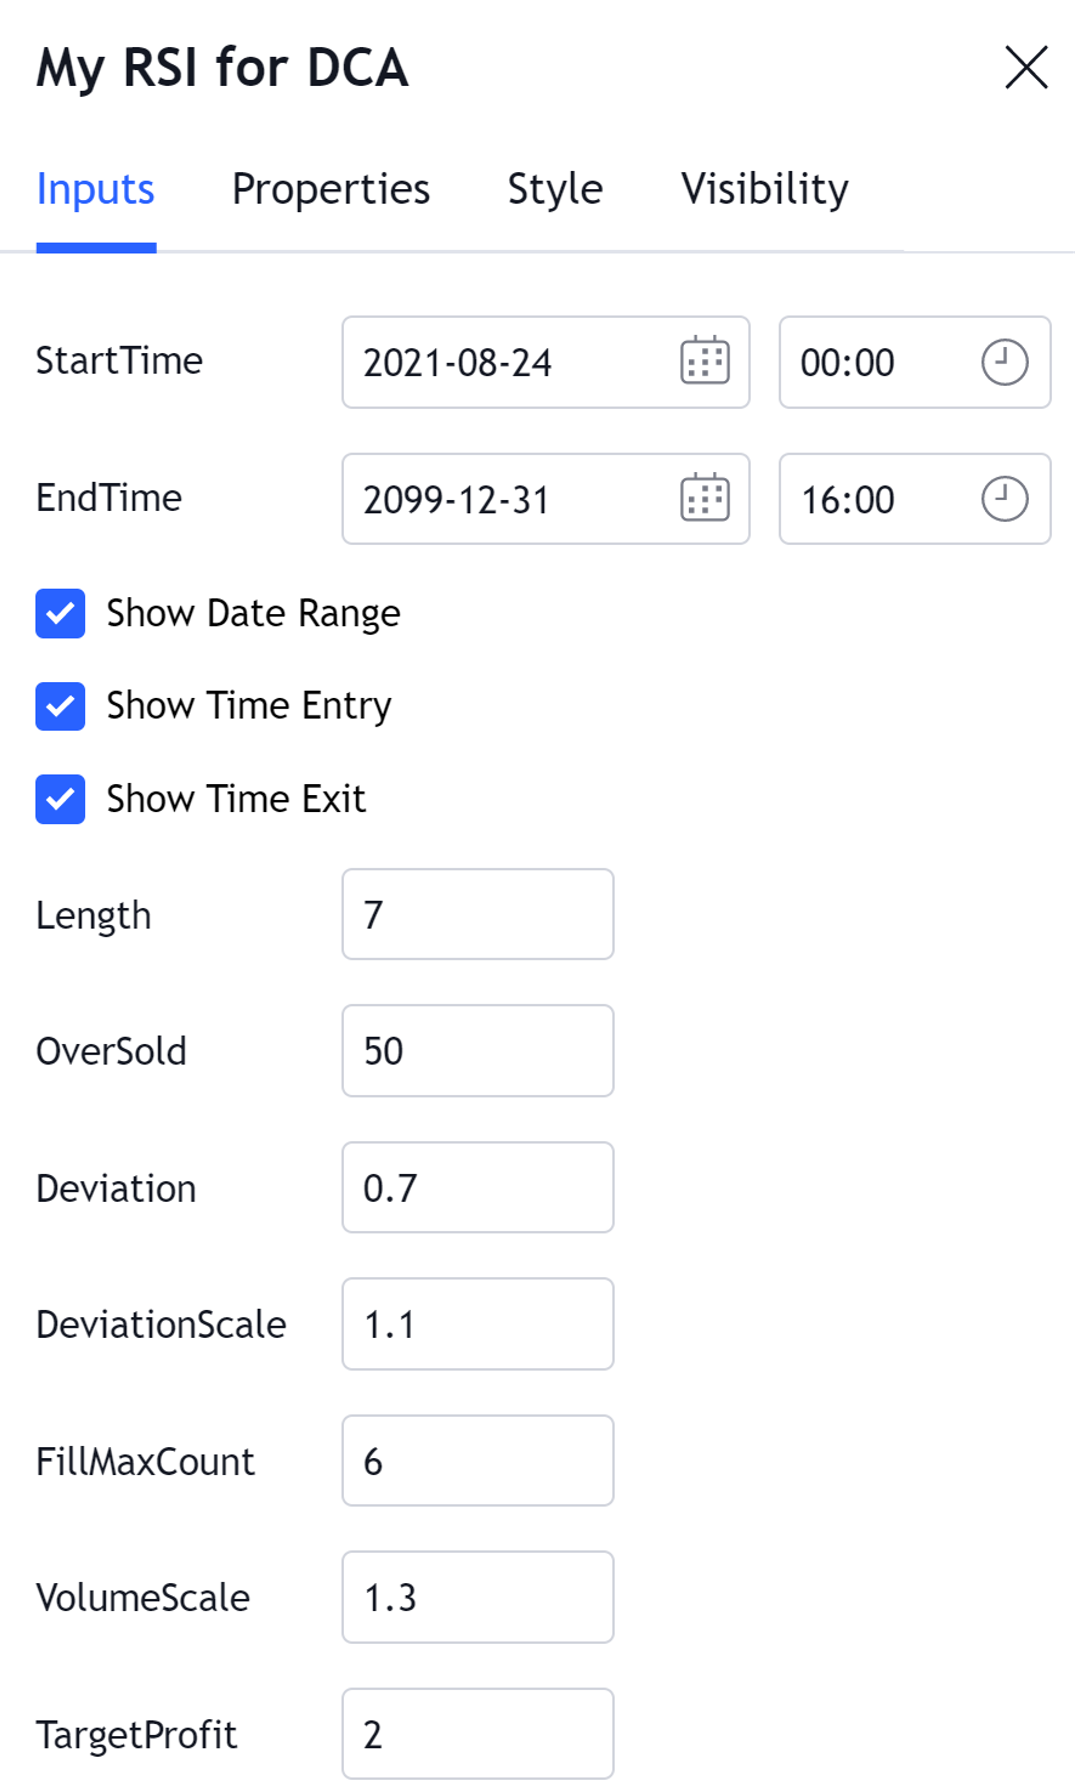 My RSI for DCA
Inputs Properties Style Visibility
StartTime 2021-08-24 00:00
EndTime 2099-12-31 16:00
Show Date Range
Show Time Entry
Show Time Exit
Length 7
OverSold 50
Deviation 0.7
DeviationScale 1.1
FillMaxCount 6
VolumeScale 1.3
TargetProfit 2